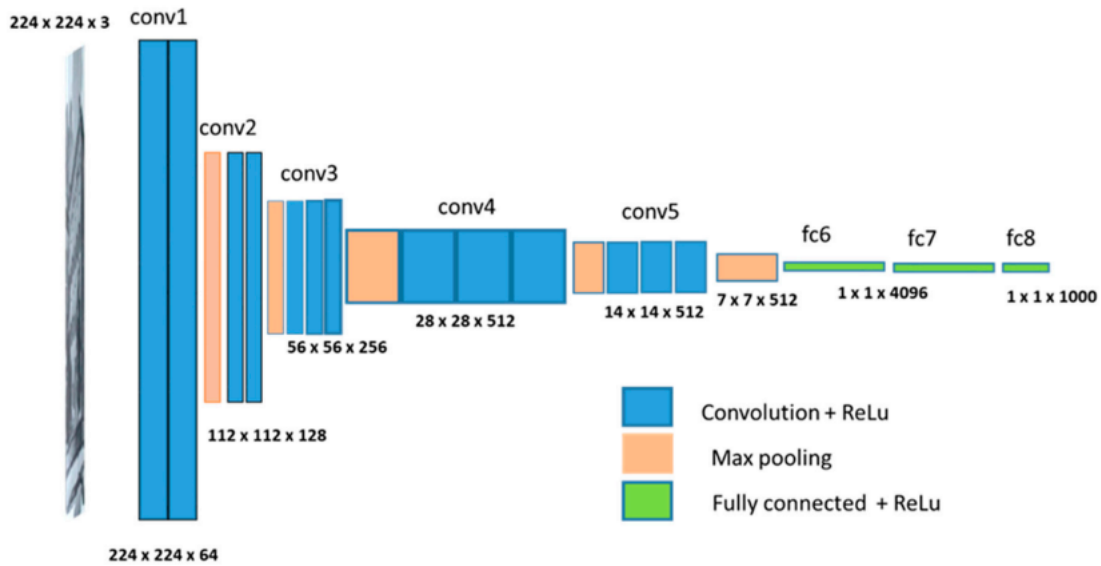 224 x 224 x 3
conv1
conv2
conv3
conv4
conv5
fc6
fc7
fc8
224 x 224 x 64
112 x 112 x 128
56 x 56 x 256
28 x 28 x 512
14 x 14 x 512
7 x 7 x 512
1 x 1 x 4096
1 x 1 x 1000
Convolution + ReLu
Max pooling
Fully connected + ReLu